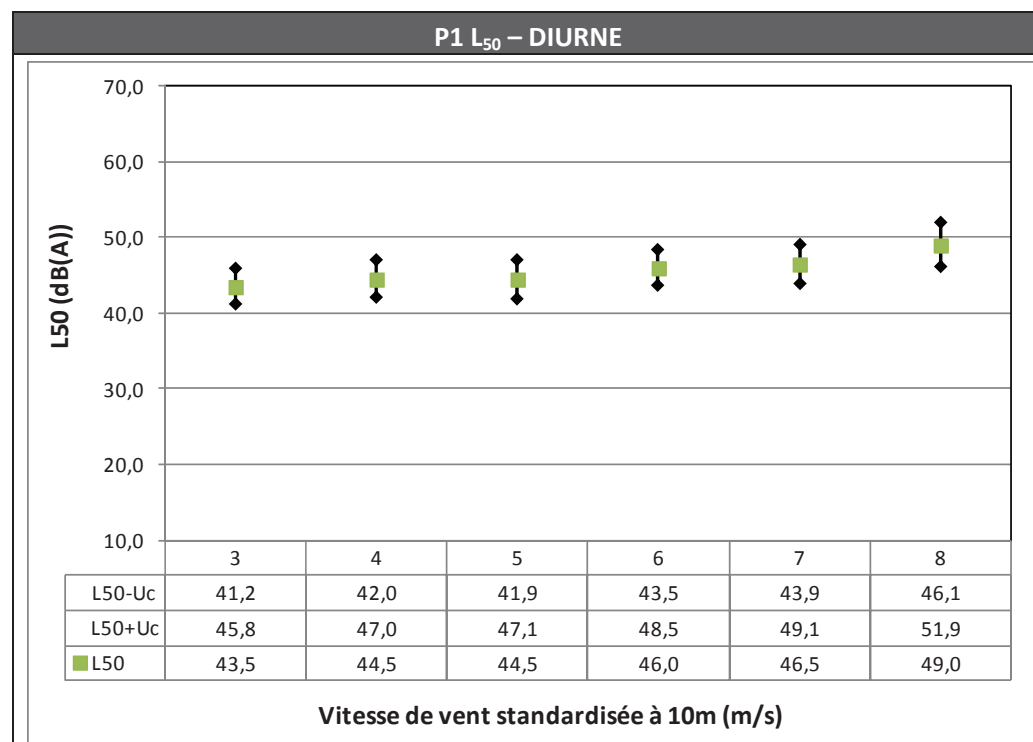 P1 L₅₀ – DIURNE
70,0
60,0
50,0
40,0
30,0
20,0
10,0
L50 (dB(A))
3 4 5 6 7 8
L50-Uc 41,2 42,0 41,9 43,5 43,9 46,1
L50+Uc 45,8 47,0 47,1 48,5 49,1 51,9
L50 43,5 44,5 44,5 46,0 46,5 49,0
Vitesse de vent standardisée à 10m (m/s)